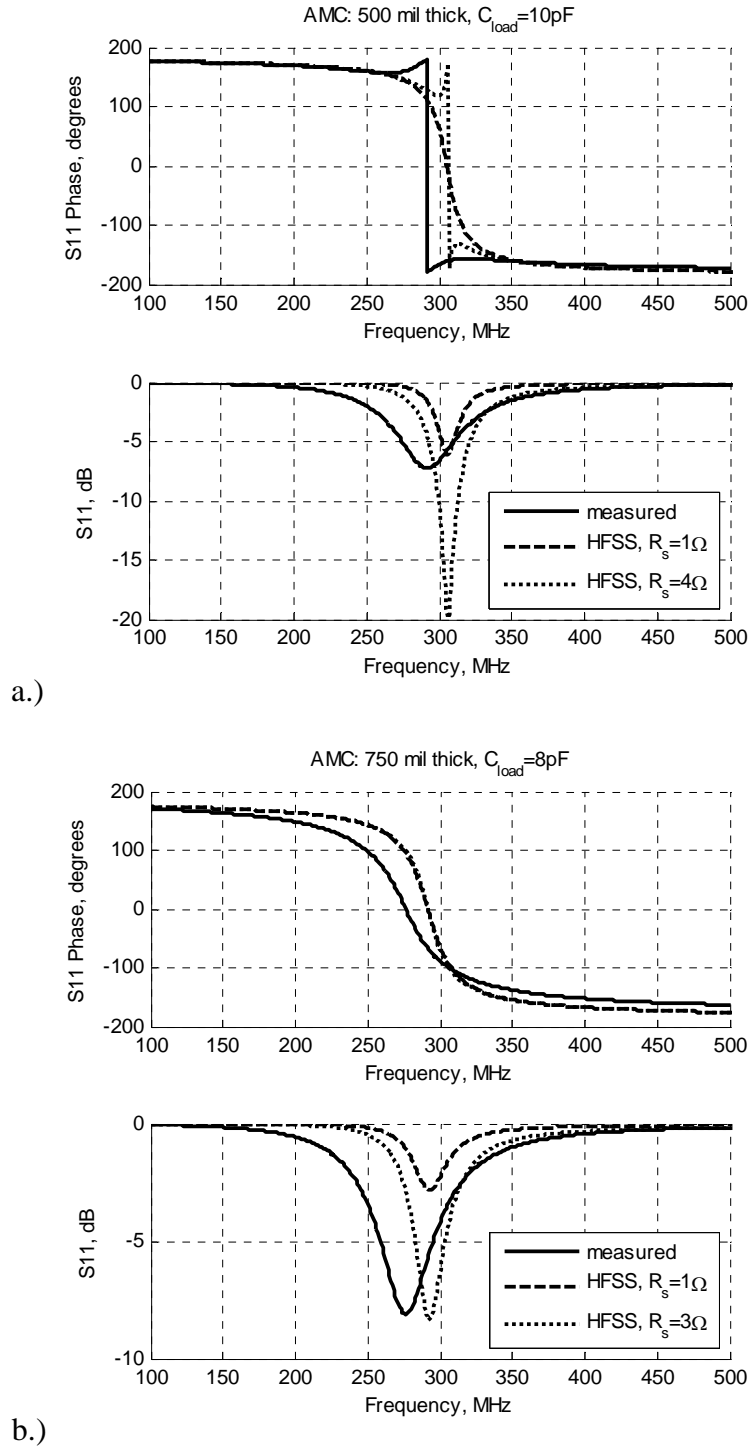 AMC: 500 mil thick, C_load=10pF
200
100
0
-100
-200
S11 Phase, degrees
100 150 200 250 300 350 400 450 500
Frequency, MHz
0
-5
-10
-15
-20
S11, dB
measured
HFSS, R_s=1Ω
HFSS, R_s=4Ω
100 150 200 250 300 350 400 450 500
Frequency, MHz
a.)
AMC: 750 mil thick, C_load=8pF
200
100
0
-100
-200
S11 Phase, degrees
100 150 200 250 300 350 400 450 500
Frequency, MHz
0
-5
-10
S11, dB
measured
HFSS, R_s=1Ω
HFSS, R_s=3Ω
100 150 200 250 300 350 400 450 500
Frequency, MHz
b.)